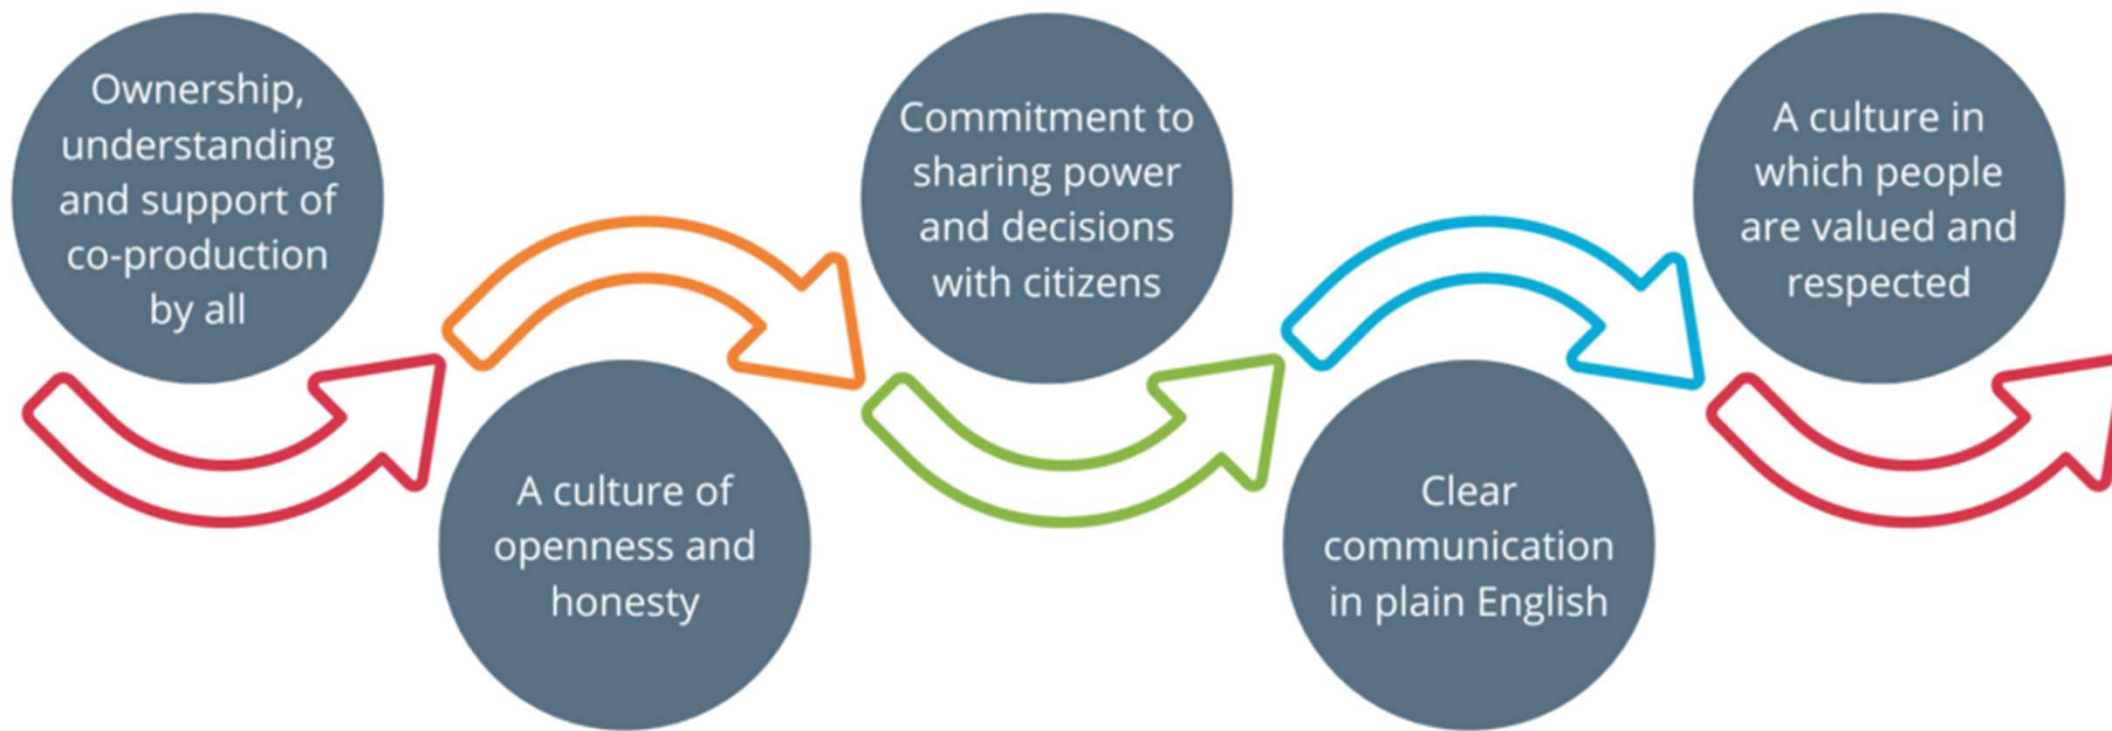 Ownership,
understanding
and support of
co-production
by all
A culture of
openness and
honesty
Commitment to
sharing power
and decisions
with citizens
Clear
communication
in plain English
A culture in
which people
are valued and
respected